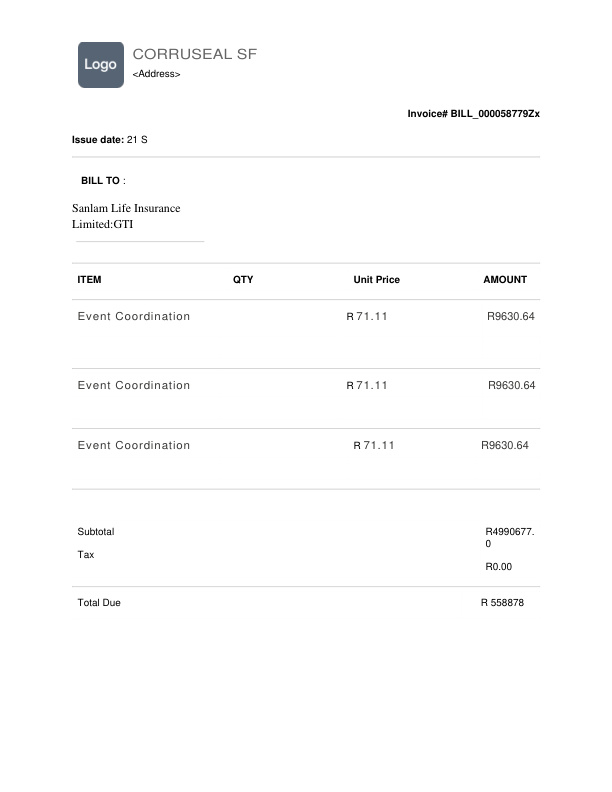 Logo
CORRUSEAL SF
<Address>
Invoice# BILL_000058779Zx
Issue date: 21 S
BILL TO :
Sanlam Life Insurance
Limited:GTI
ITEM QTY Unit Price AMOUNT
Event Coordination R 71.11 R9630.64
Event Coordination R 71.11 R9630.64
Event Coordination R 71.11 R9630.64
Subtotal R4990677.
0
Tax
R0.00
Total Due R 558878